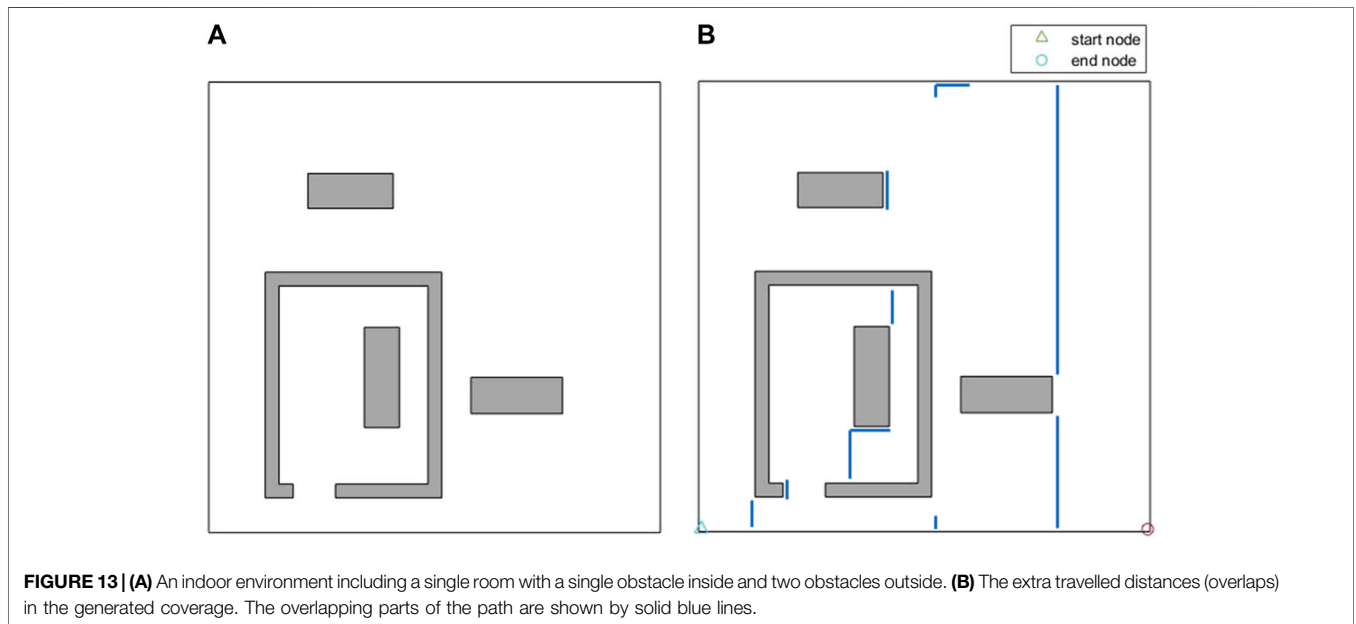 A
B
start node
end node
FIGURE 13 | (A) An indoor environment including a single room with a single obstacle inside and two obstacles outside. (B) The extra travelled distances (overlaps)
in the generated coverage. The overlapping parts of the path are shown by solid blue lines.